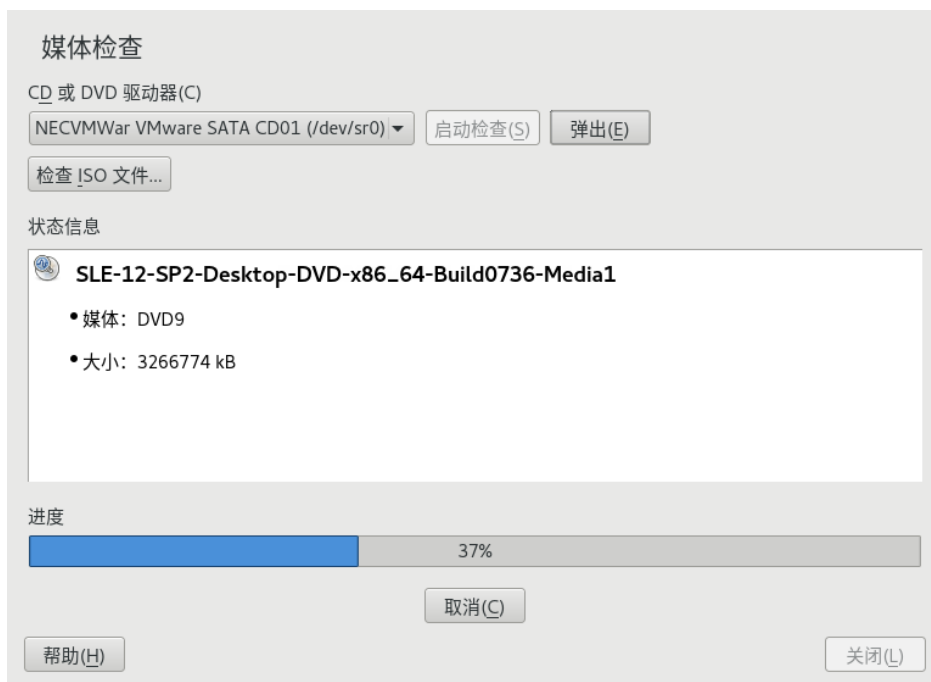 媒体检查
CD 或 DVD 驱动器(C)
NECVMWar VMware SATA CD01 (/dev/sr0) 启动检查(S) 弹出(E)
检查 ISO 文件...
状态信息
SLE-12-SP2-Desktop-DVD-x86_64-Build0736-Media1
• 媒体：DVD9
• 大小：3266774 kB
进度
37%
取消(C)
帮助(H) 关闭(L)